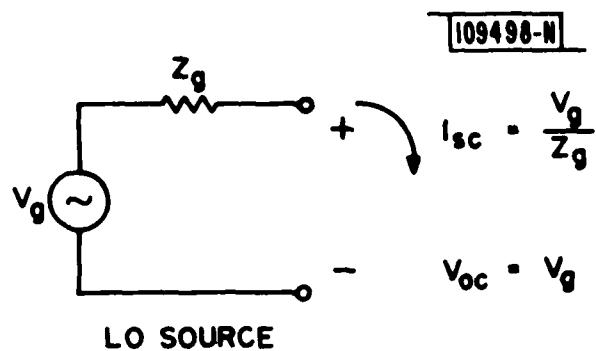 109498-N
Zg
+
Isc = Vg/Zg
Vg
~
- Voc = Vg
LO SOURCE